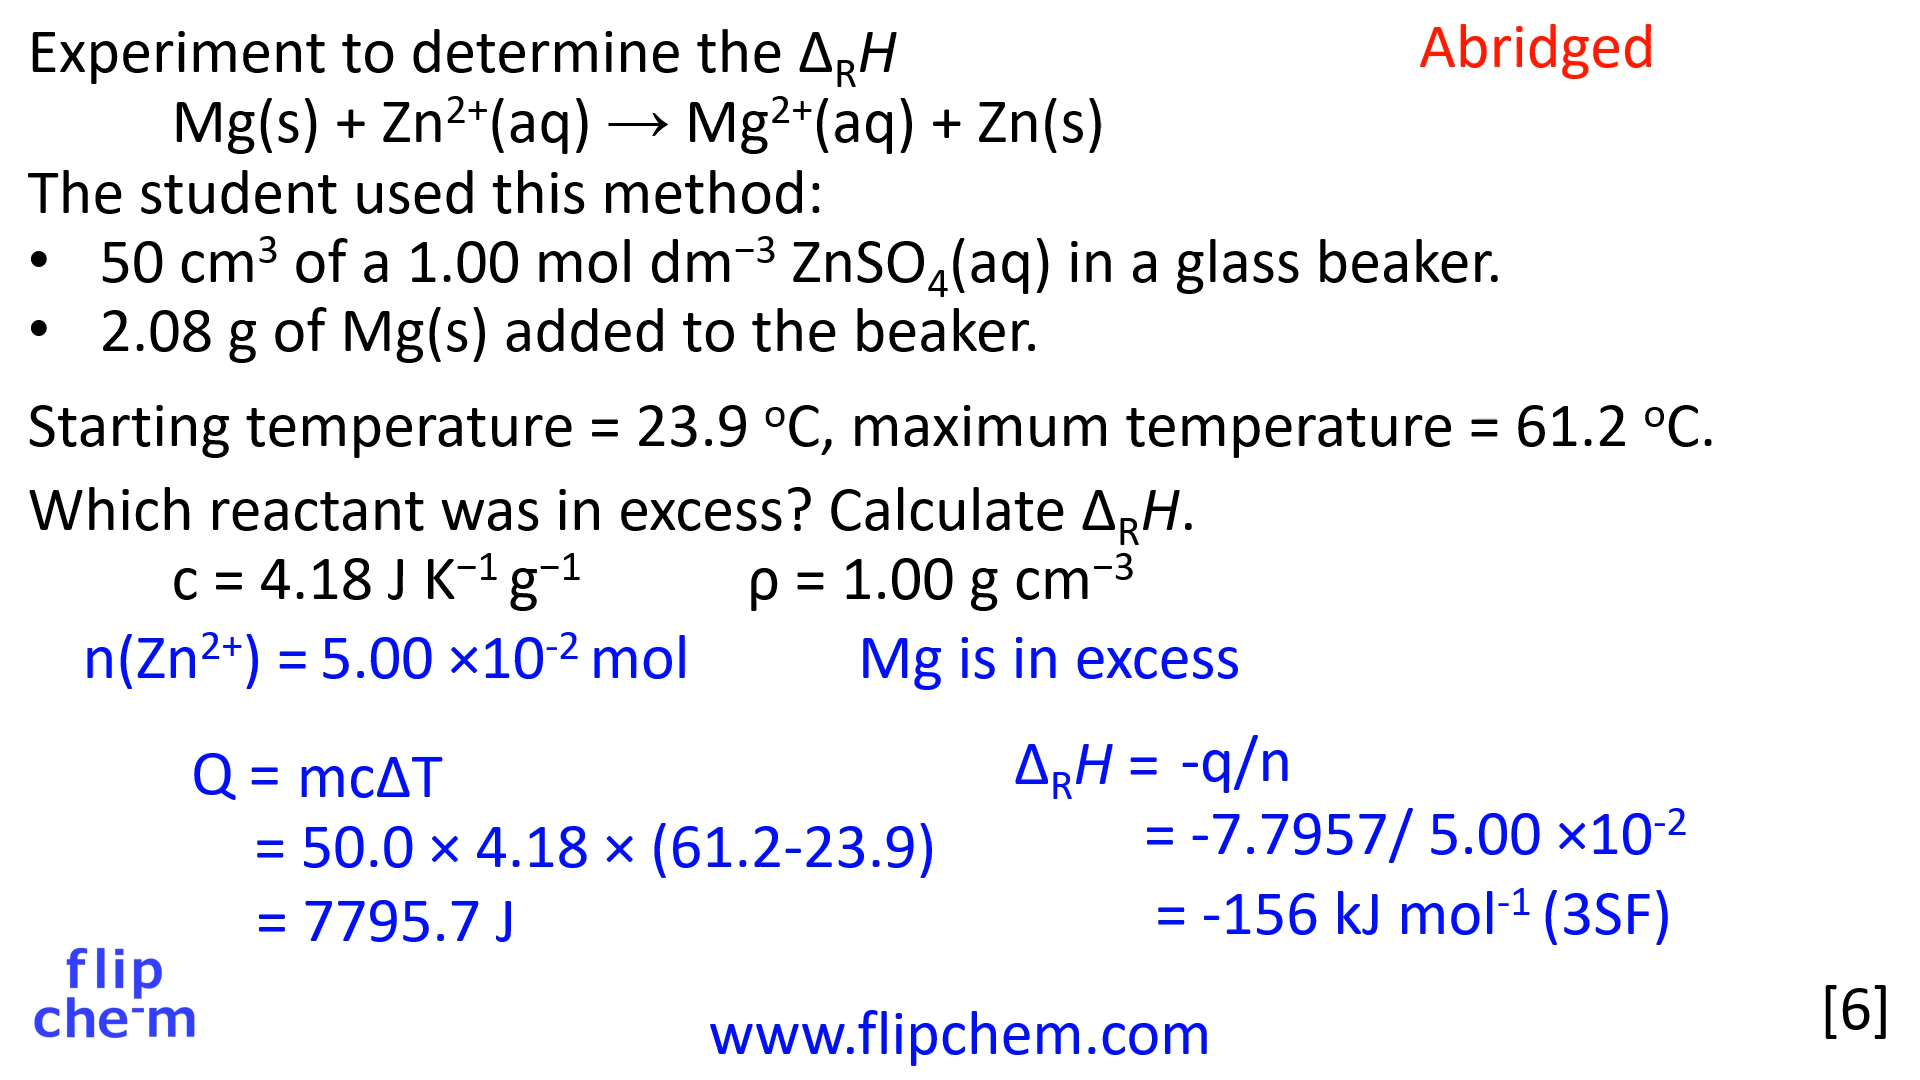 Experiment to determine the Δ_RH
Abridged
Mg(s) + Zn²⁺(aq) → Mg²⁺(aq) + Zn(s)
The student used this method:
• 50 cm³ of a 1.00 mol dm⁻³ ZnSO₄(aq) in a glass beaker.
• 2.08 g of Mg(s) added to the beaker.
Starting temperature = 23.9 ºC, maximum temperature = 61.2 ºC.
Which reactant was in excess? Calculate Δ_RH.
c = 4.18 J K⁻¹ g⁻¹ ρ = 1.00 g cm⁻³
n(Zn²⁺) = 5.00 ×10⁻² mol Mg is in excess
Q = mcΔT
= 50.0 × 4.18 × (61.2-23.9)
= 7795.7 J
Δ_RH = -q/n
= -7.7957/ 5.00 ×10⁻²
= -156 kJ mol⁻¹ (3SF)
flip
che-m
www.flipchem.com
[6]